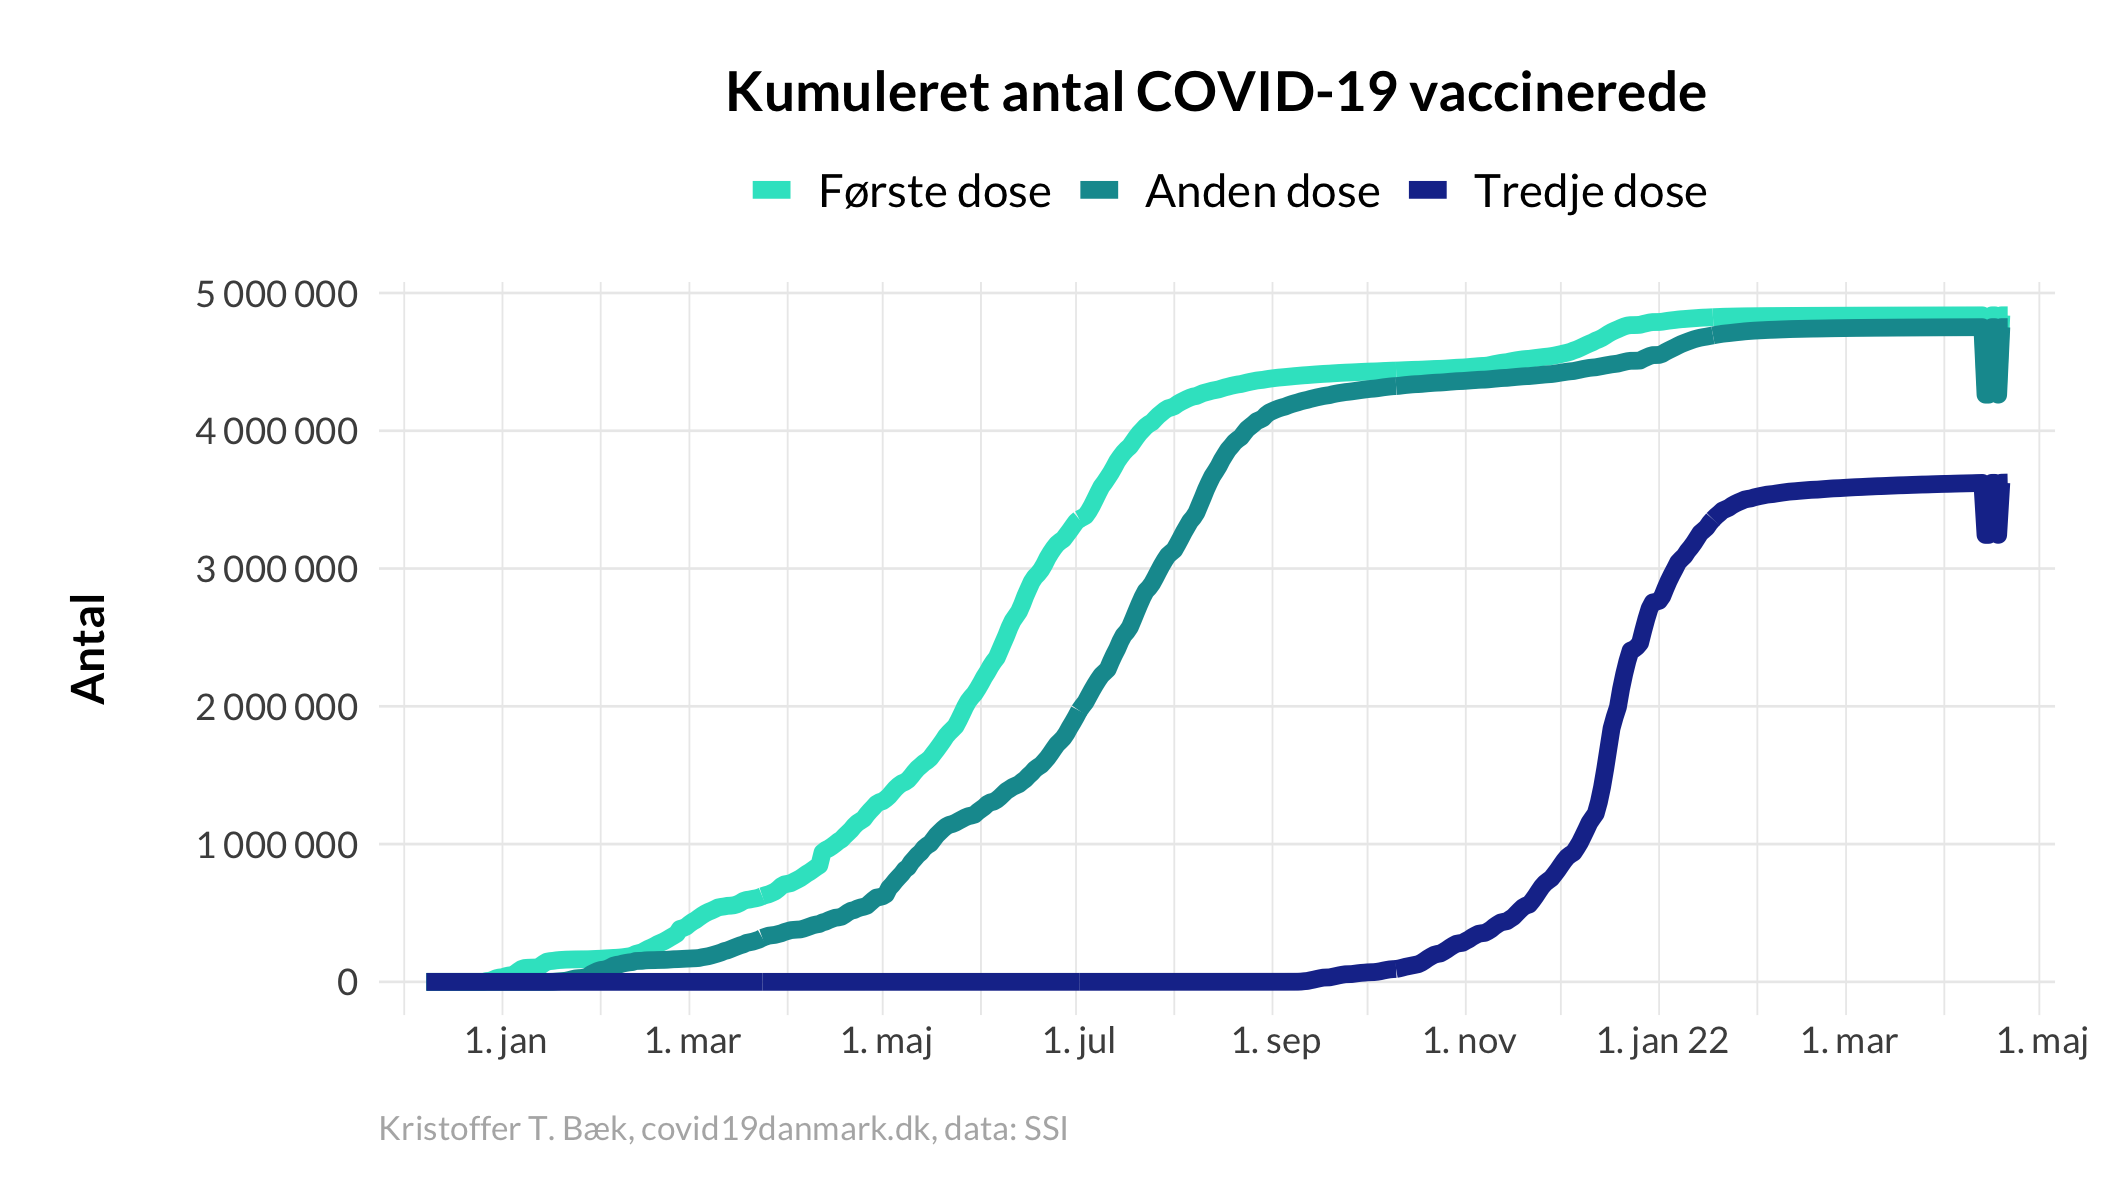 Kumuleret antal COVID-19 vaccinerede
Første dose Anden dose Tredje dose
Antal
5 000 000
4 000 000
3 000 000
2 000 000
1 000 000
0
1. jan 1. mar 1. maj 1. jul 1. sep 1. nov 1. jan 22 1. mar 1. maj
Kristoffer T. Bæk, covid19danmark.dk, data: SSI